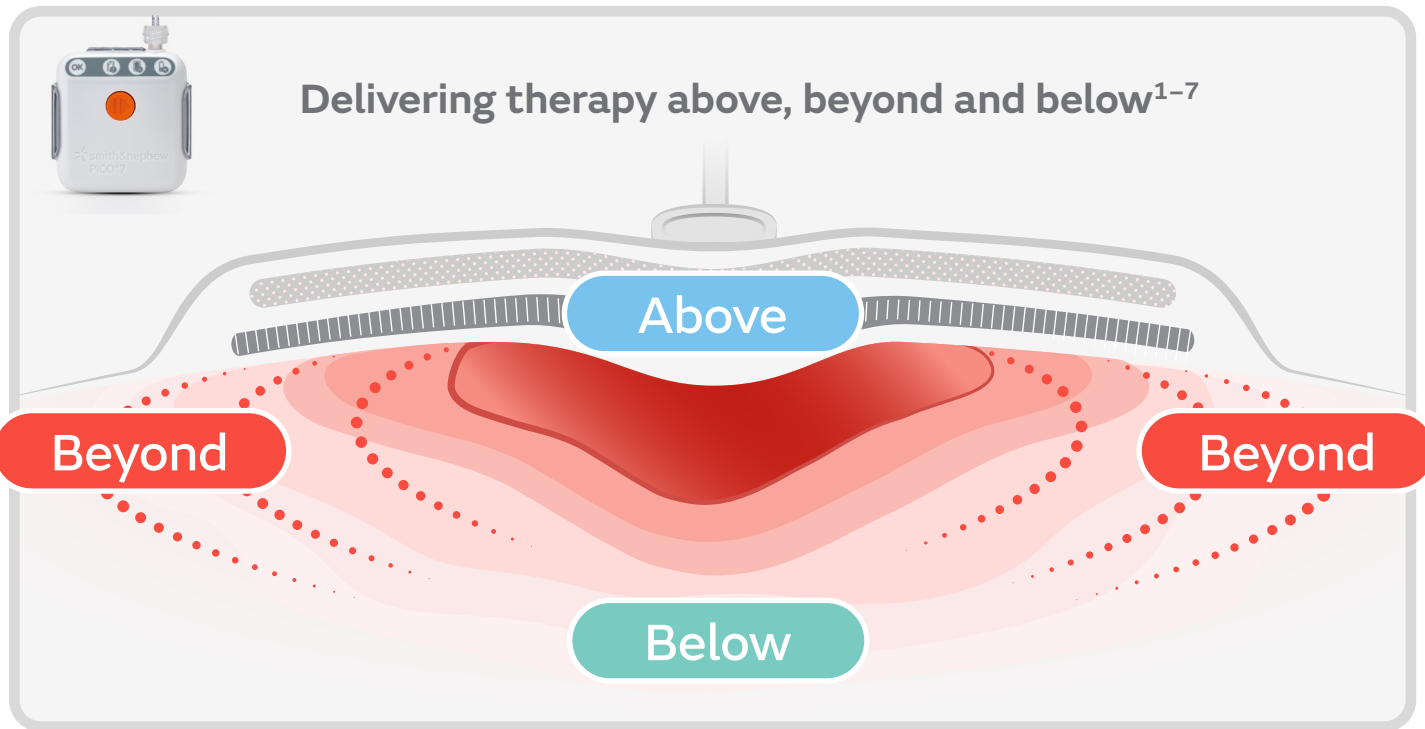 OK
smith&nephew
PICO 7
Delivering therapy above, beyond and below¹⁻⁷
Above
Beyond
Beyond
Below